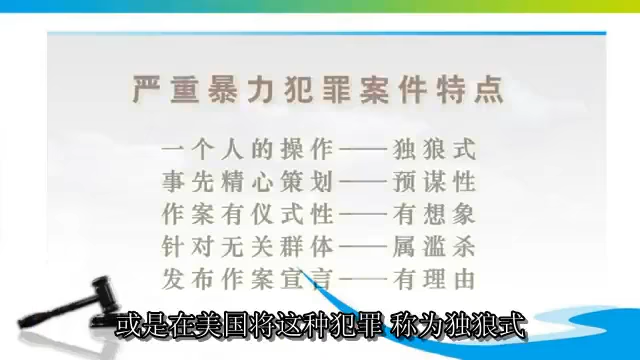 严重暴力犯罪案件特点
一个人的操作——独狼式
事先精心策划——预谋性
作案有仪式性——有想象
针对无关群体——属滥杀
发布作案宣言——有理由
或是在美国将这种犯罪 称为独狼式